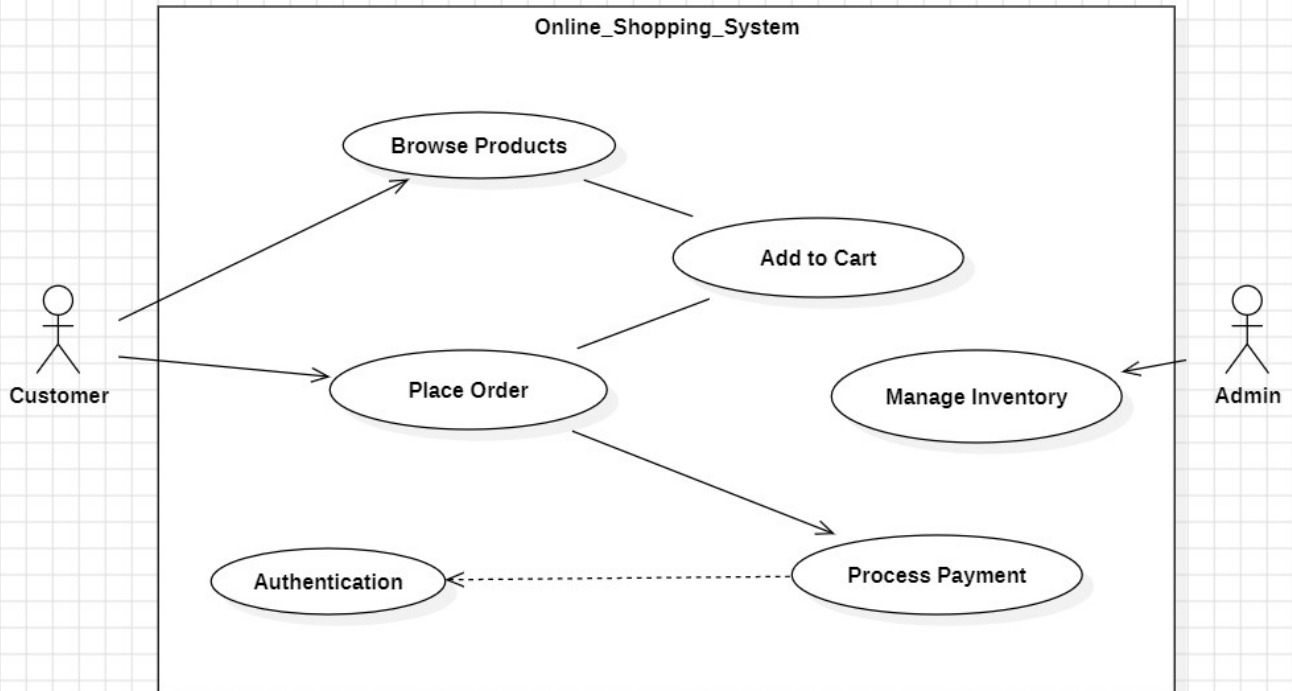 Online_Shopping_System
Browse Products
Add to Cart
Customer
Place Order
Manage Inventory
Admin
Authentication
Process Payment